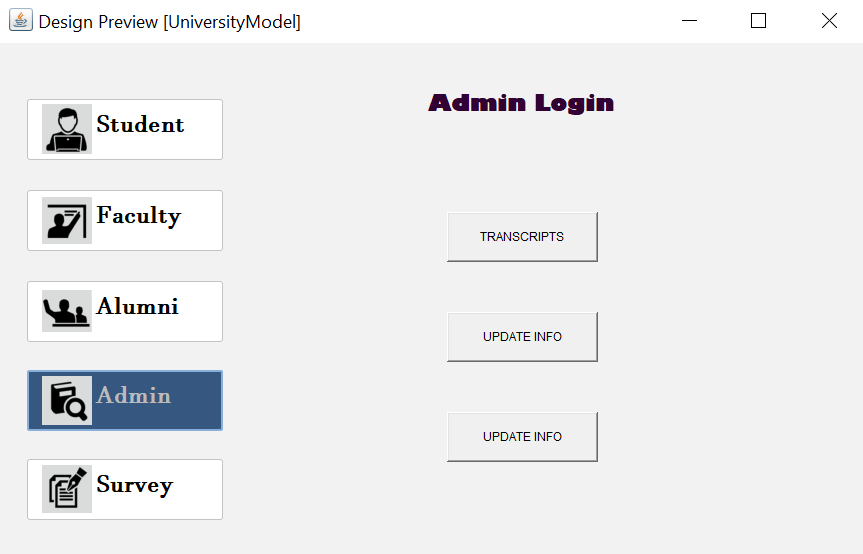 Design Preview [UniversityModel]
Admin Login
Student
Faculty
Alumni
Admin
Survey
TRANSCRIPTS
UPDATE INFO
UPDATE INFO